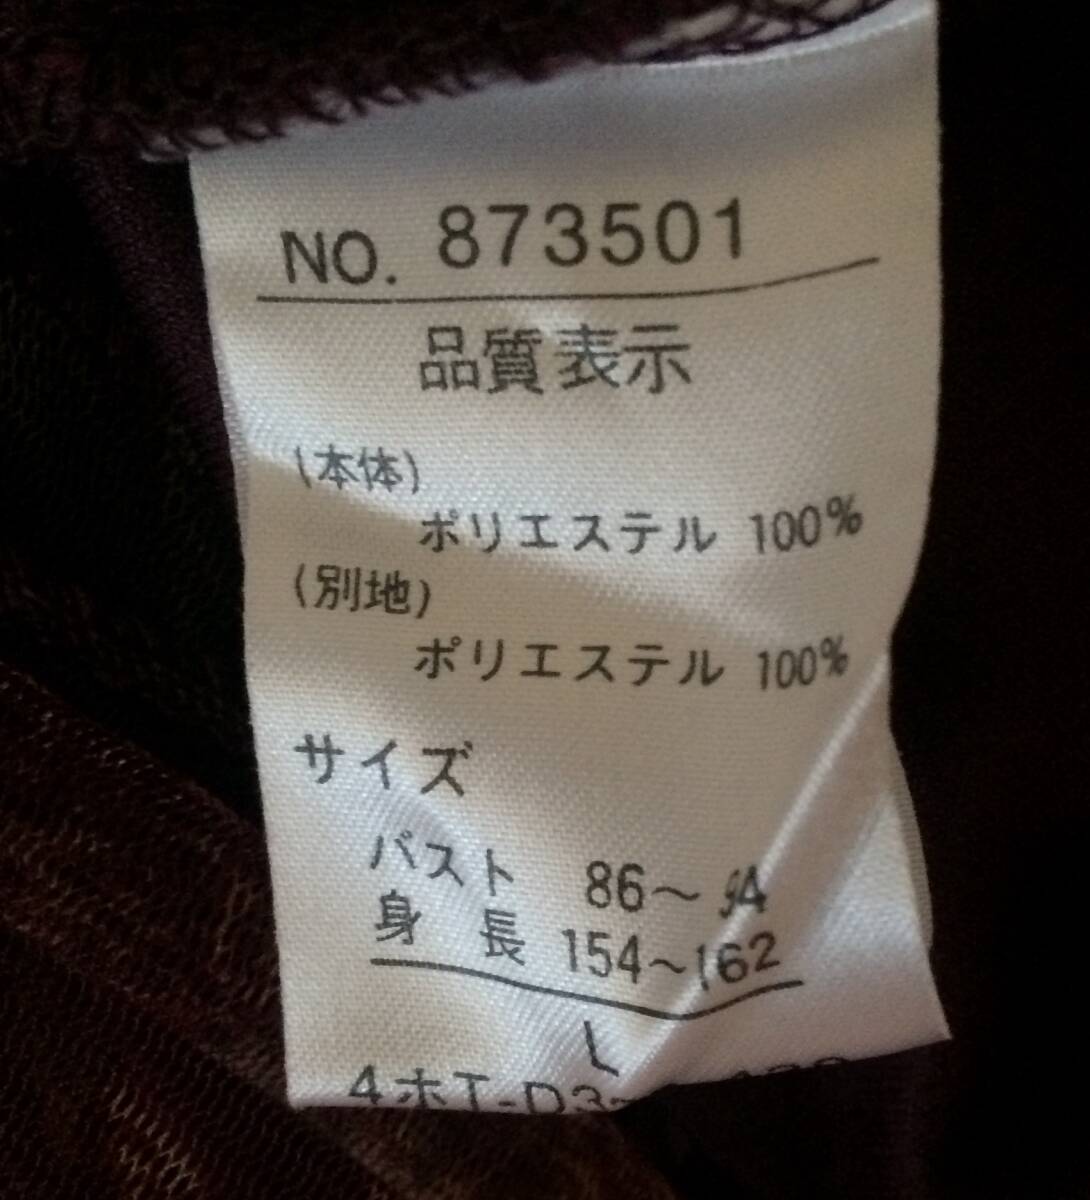 NO. 873501
品質表示
(本体)
ポリエステル 100%
(別地)
ポリエステル 100%
サイズ
バスト 86～94
身長 154～162
L